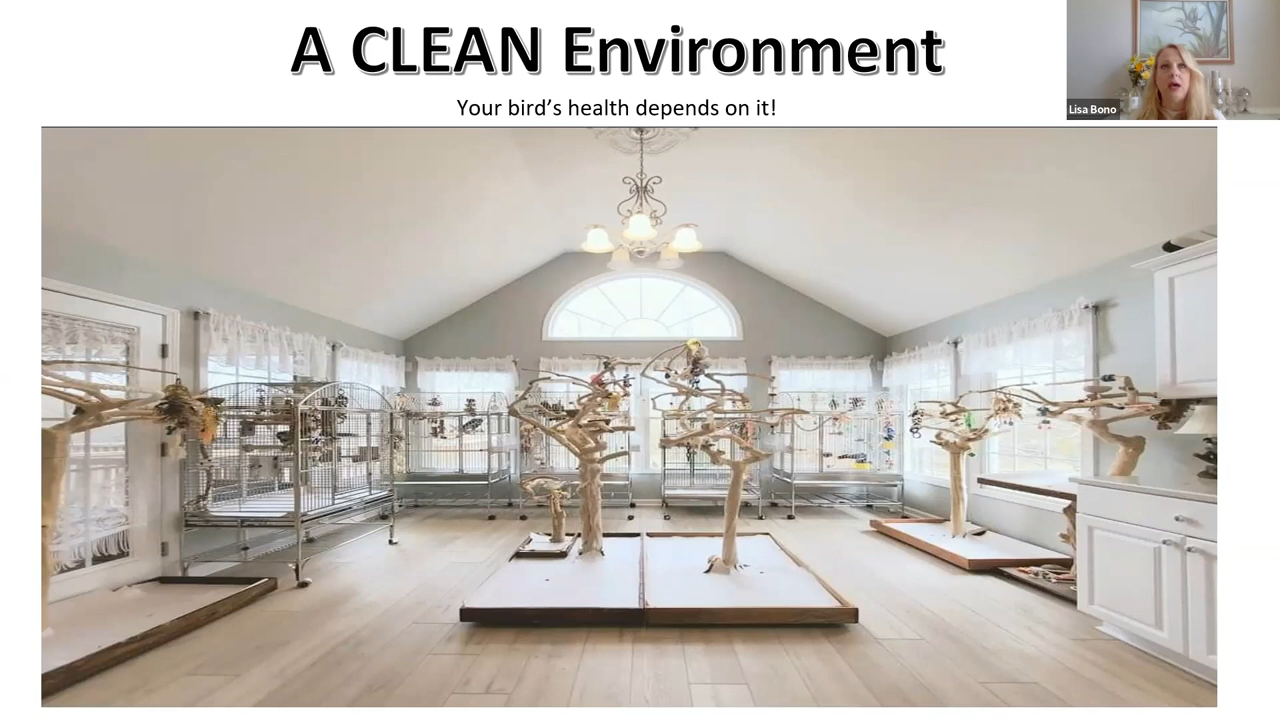 A CLEAN Environment
Your bird’s health depends on it!
Lisa Bono